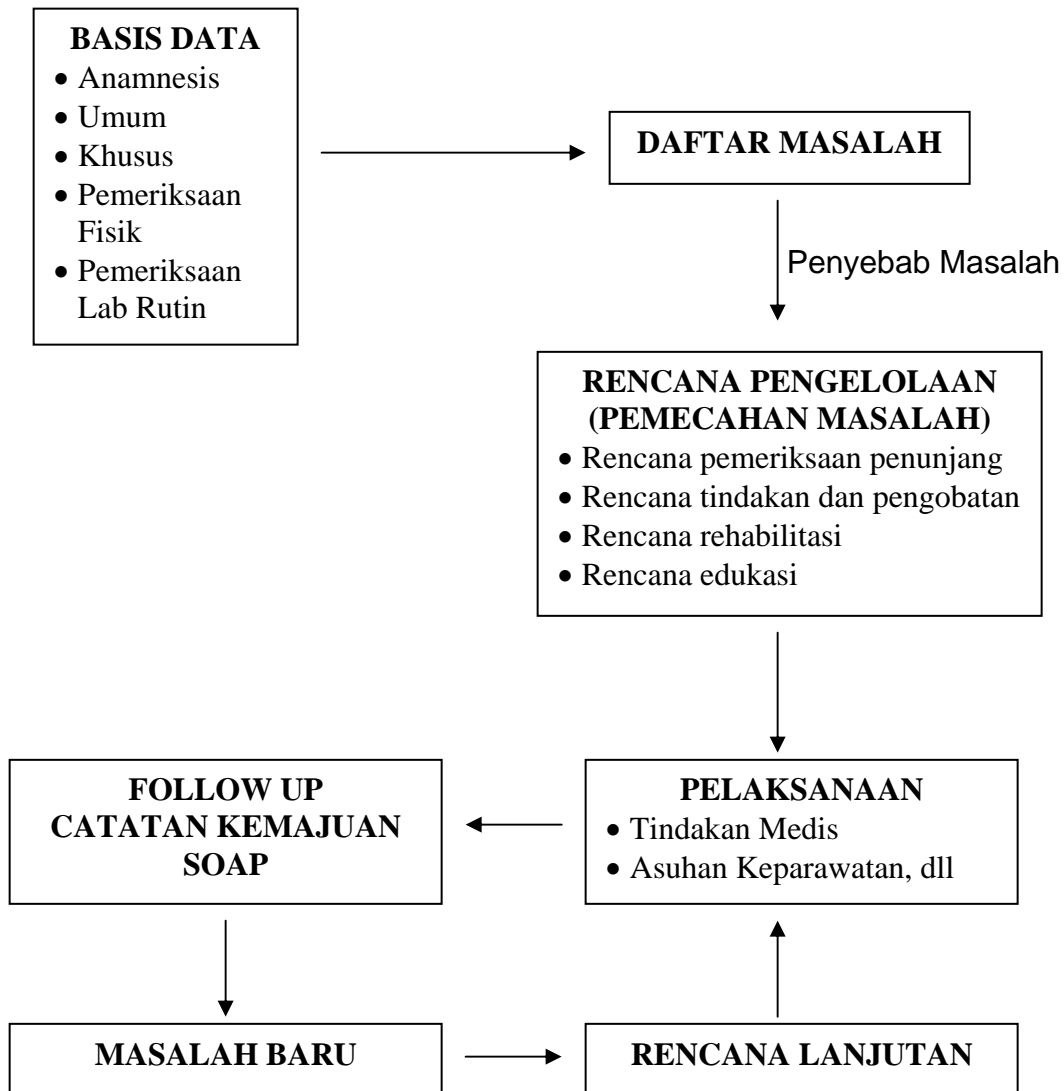 BASIS DATA
• Anamnesis
• Umum
• Khusus
• Pemeriksaan
Fisik
• Pemeriksaan
Lab Rutin
DAFTAR MASALAH
Penyebab Masalah
RENCANA PENGELOLAAN
(PEMECAHAN MASALAH)
• Rencana pemeriksaan penunjang
• Rencana tindakan dan pengobatan
• Rencana rehabilitasi
• Rencana edukasi
FOLLOW UP
CATATAN KEMAJUAN
SOAP
PELAKSANAAN
• Tindakan Medis
• Asuhan Keparawatan, dll
MASALAH BARU
RENCANA LANJUTAN